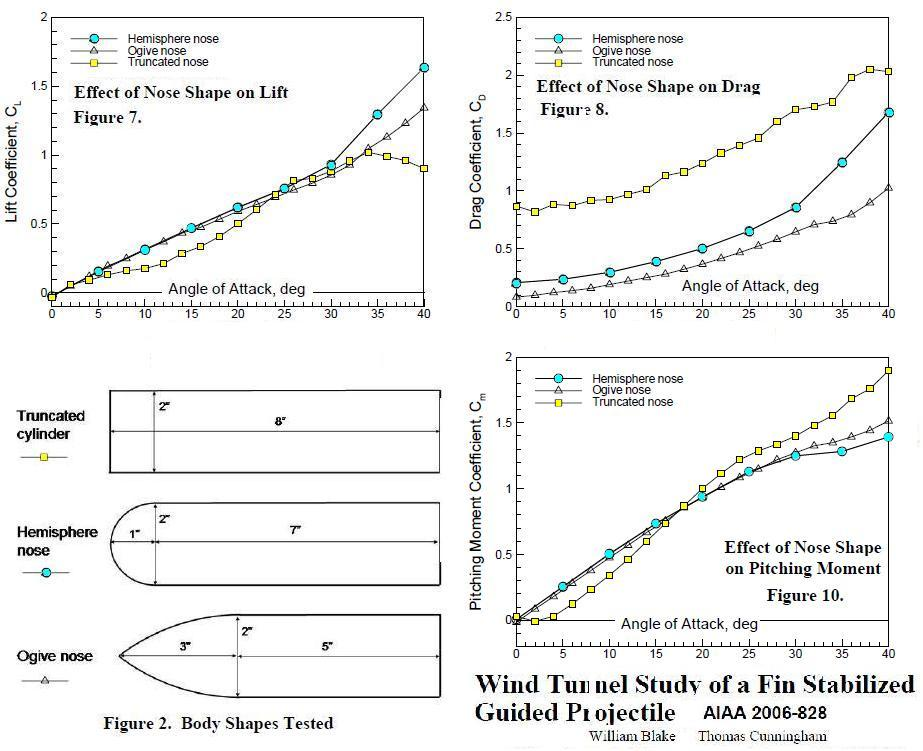 2
1.5
1
0.5
0
Lift Coefficient, C_L
Hemisphere nose
Ogive nose
Truncated nose
Effect of Nose Shape on Lift
Figure 7.
Angle of Attack, deg
0 5 10 15 20 25 30 35 40
2.5
2
1.5
1
0.5
0
Drag Coefficient, C_D
Hemisphere nose
Ogive nose
Truncated nose
Effect of Nose Shape on Drag
Figure 8.
Angle of Attack, deg
0 5 10 15 20 25 30 35 40
Truncated
cylinder
2"
8"
Hemisphere
nose
2"
1" 7"
Ogive nose
2"
3" 5"
Figure 2. Body Shapes Tested
2
1.5
1
0.5
0
Pitching Moment Coefficient, C_m
Hemisphere nose
Ogive nose
Truncated nose
Effect of Nose Shape
on Pitching Moment
Figure 10.
Angle of Attack, deg
0 5 10 15 20 25 30 35 40
Wind Tunnel Study of a Fin Stabilized
Guided Projectile AIAA 2006-828
William Blake Thomas Cunningham